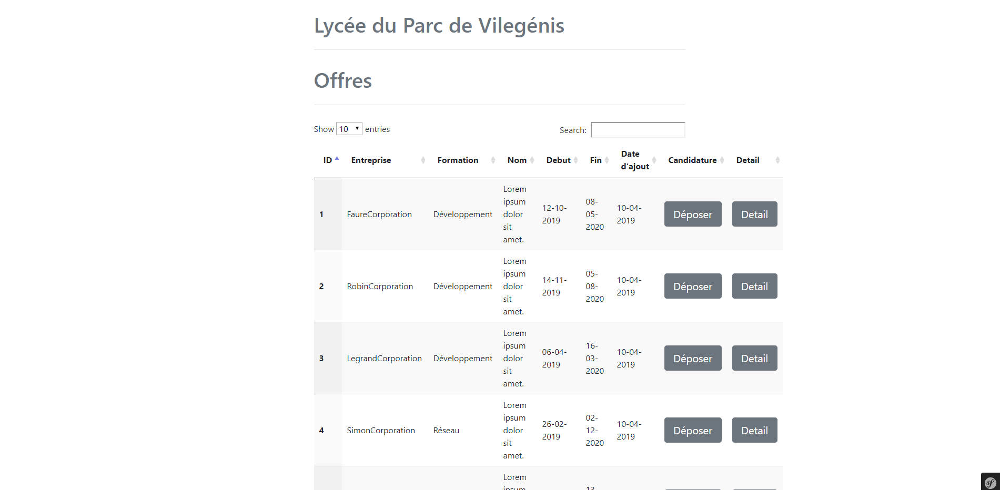 Lycée du Parc de Vilegénis
Offres
Show 10 entries
Search:
ID Entreprise Formation Nom Debut Fin Date d'ajout Candidature Detail
1 FaureCorporation Développement Lorem ipsum dolor sit amet. 12-10-2019 08-05-2020 10-04-2019 Déposer Detail
2 RobinCorporation Développement Lorem ipsum dolor sit amet. 14-11-2019 05-08-2020 10-04-2019 Déposer Detail
3 LegrandCorporation Développement Lorem ipsum dolor sit amet. 06-04-2019 16-03-2020 10-04-2019 Déposer Detail
4 SimonCorporation Réseau Lorem ipsum dolor sit amet. 26-02-2019 02-12-2020 10-04-2019 Déposer Detail
Lorem
ipsum
13-
sf